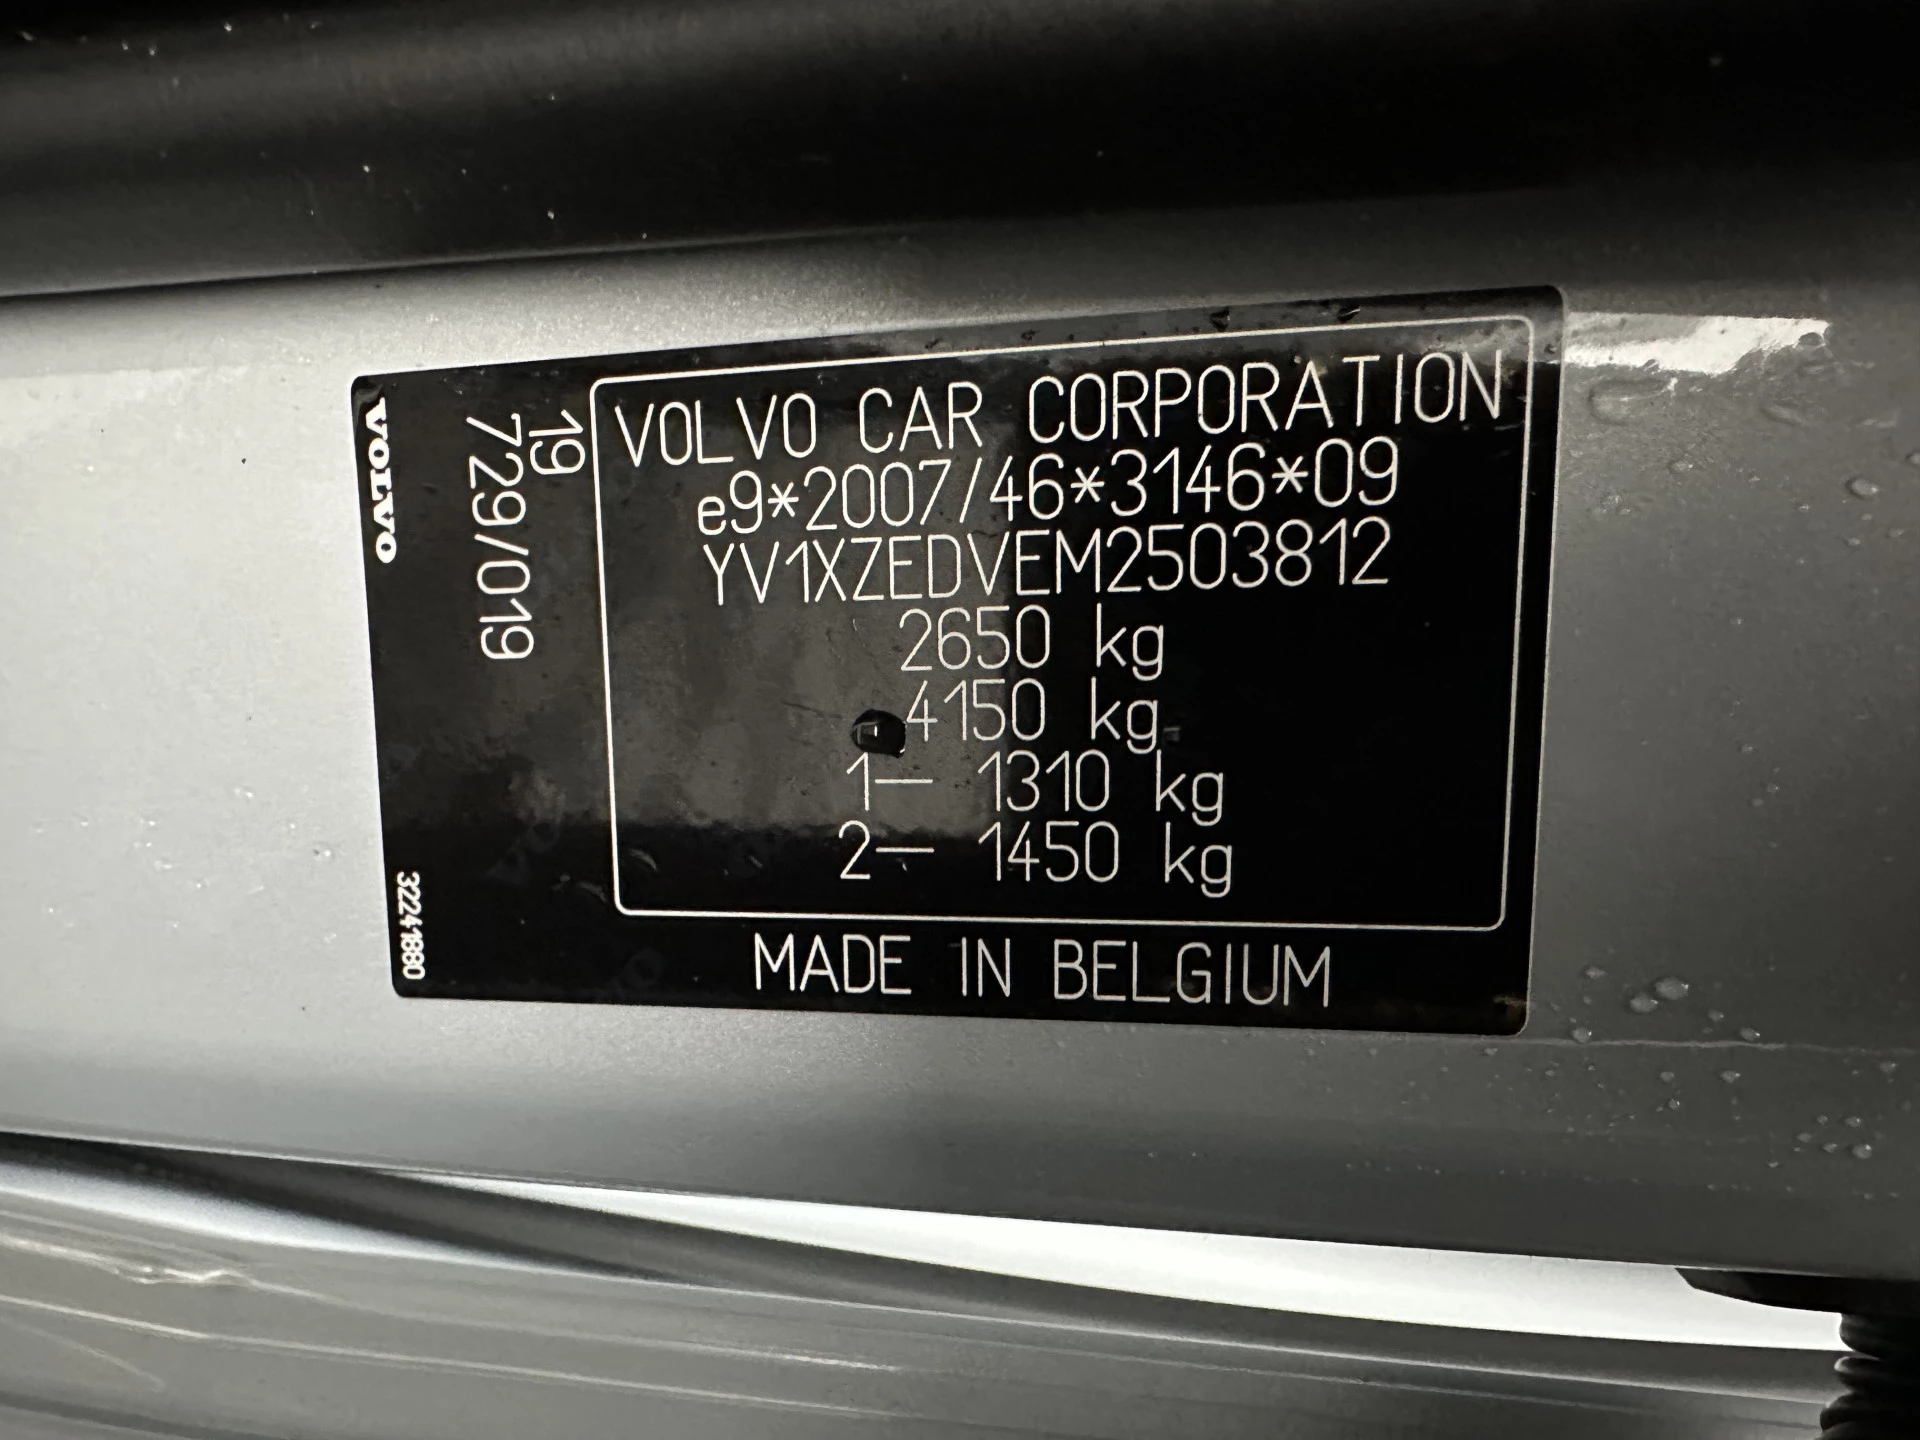 VOLVO CAR CORPORATION
e9*2007/46*3146*09
YV1XZEDVEM2503812
2650 kg
4150 kg
1— 1310 kg
2— 1450 kg
MADE IN BELGIUM
19
729/019
VOLVO
32241880